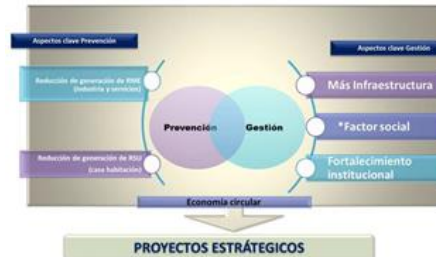 Aspectos clave Prevención
Aspectos clave Gestión
Reducción de generación de RME
(industria y servicios)
Más Infraestructura
Prevención
Gestión
*Factor social
Reducción de generación de RSU
(casa habitación)
Fortalecimiento
institucional
Economía circular
PROYECTOS ESTRÁTEGICOS